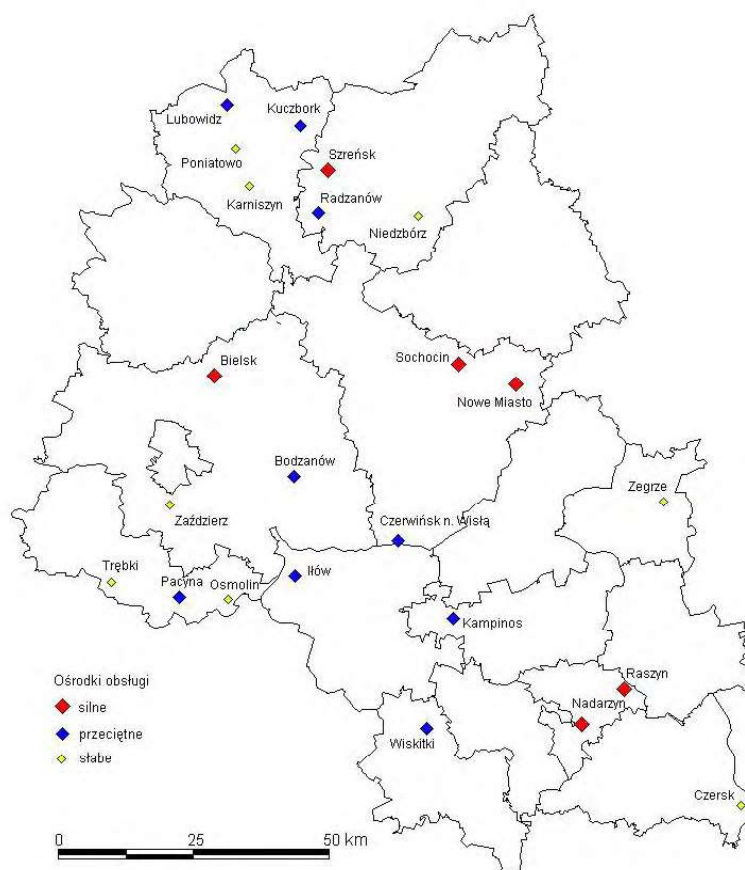 Lubowidz
Kuczbork
Poniatowo
Szreńsk
Karniszyn
Radzanów
Niedzbórz
Bielsk
Sochocin
Nowe Miasto
Bodzanów
Zegrze
Zaździerz
Czerwińsk n. Wisłą
Trębki
Pacyna
Osmolin
Iłów
Kampinos
Ośrodki obsługi
silne
przeciętne
słabe
Raszyn
Nadarzyn
Wiskitki
Czersk
0 25 50 km